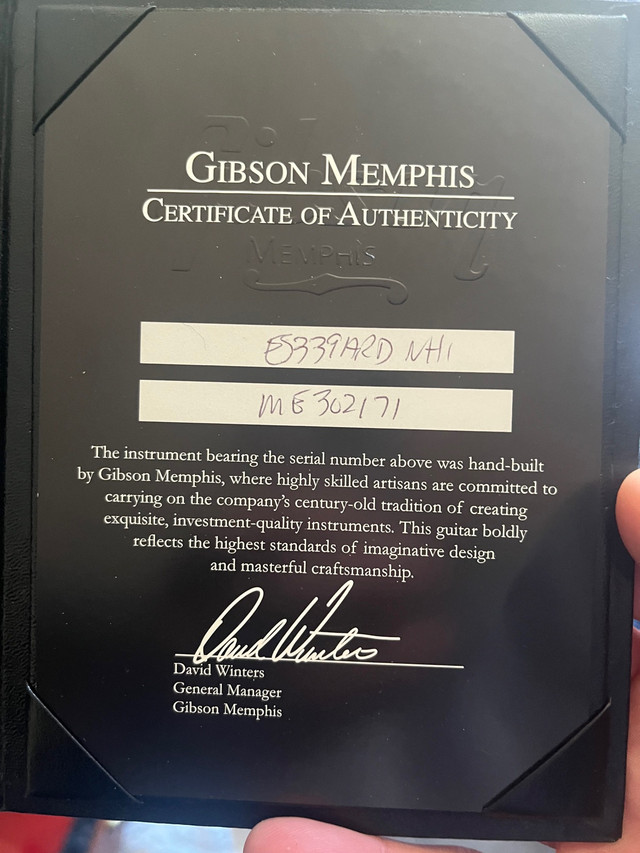 GIBSON MEMPHIS
CERTIFICATE OF AUTHENTICITY
MEMPHIS
ES339ARD NH1
ME302171
The instrument bearing the serial number above was hand-built
by Gibson Memphis, where highly skilled artisans are committed to
carrying on the company's century-old tradition of creating
exquisite, investment-quality instruments. This guitar boldly
reflects the highest standards of imaginative design
and masterful craftsmanship.
David Winters
David Winters
General Manager
Gibson Memphis